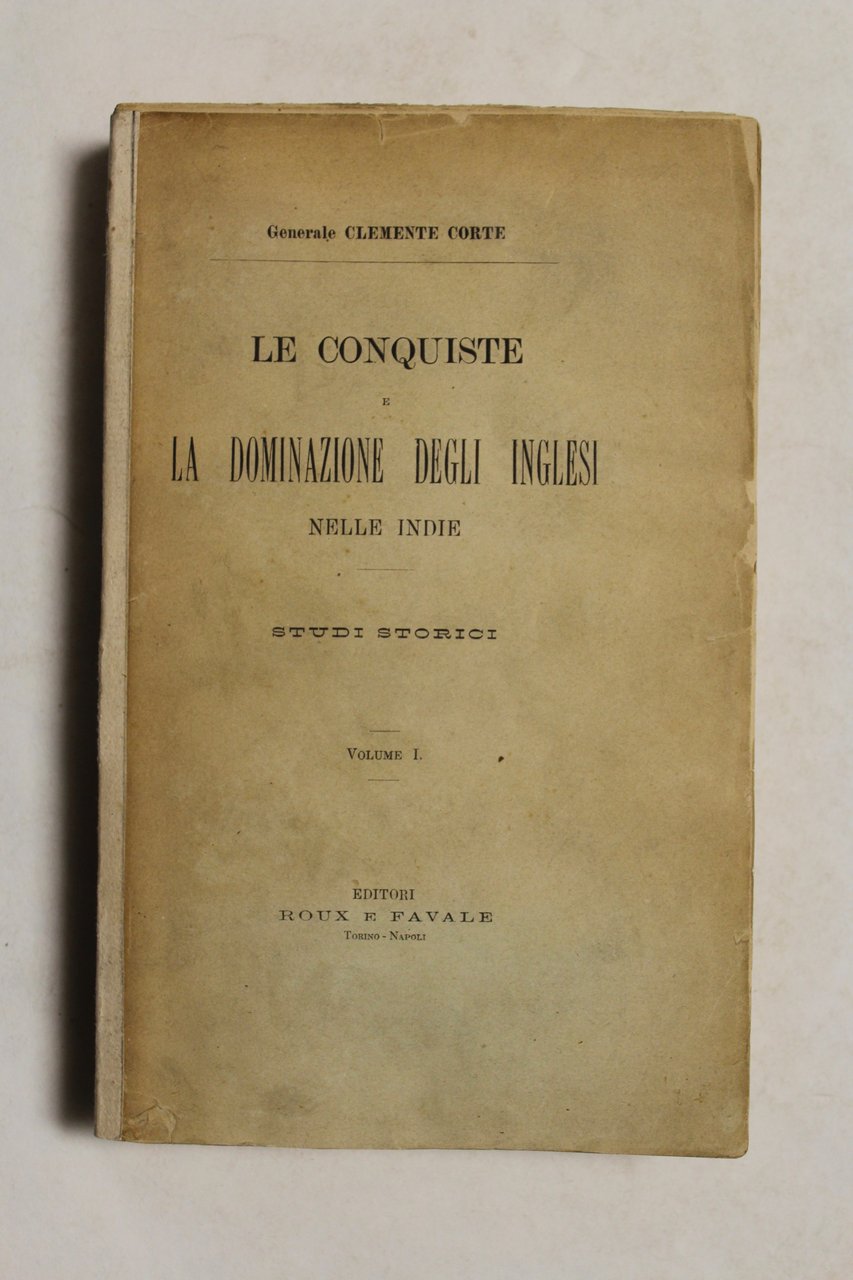 Generale CLEMENTE CORTE
LE CONQUISTE
E
LA DOMINAZIONE DEGLI INGLESI
NELLE INDIE
STUDI STORICI
VOLUME I.
EDITORI
ROUX E FAVALE
TORINO - NAPOLI